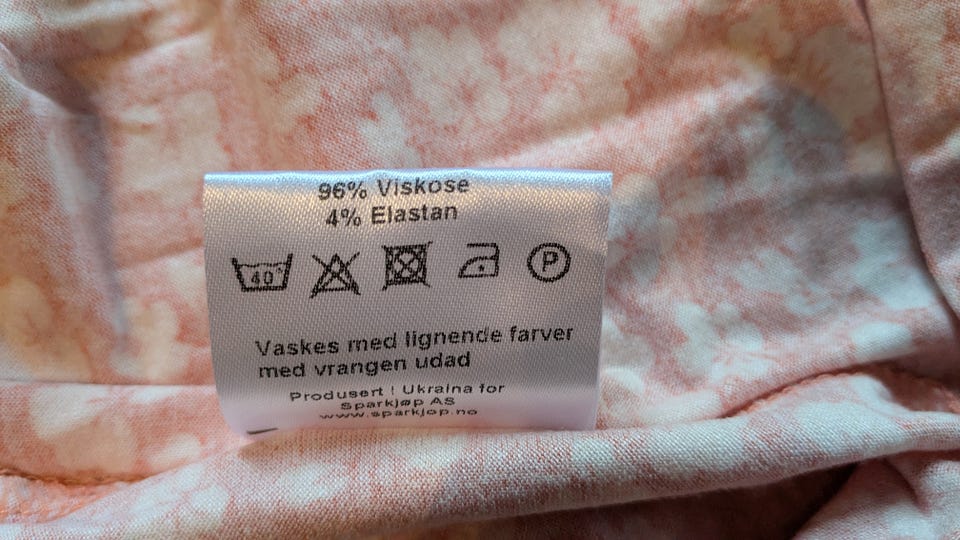 96% Viskose
4% Elastan
40° P
Vaskes med lignende farver
med vrangen udad
Produsert i Ukraina for
Sparkjøp AS
www.sparkjop.no